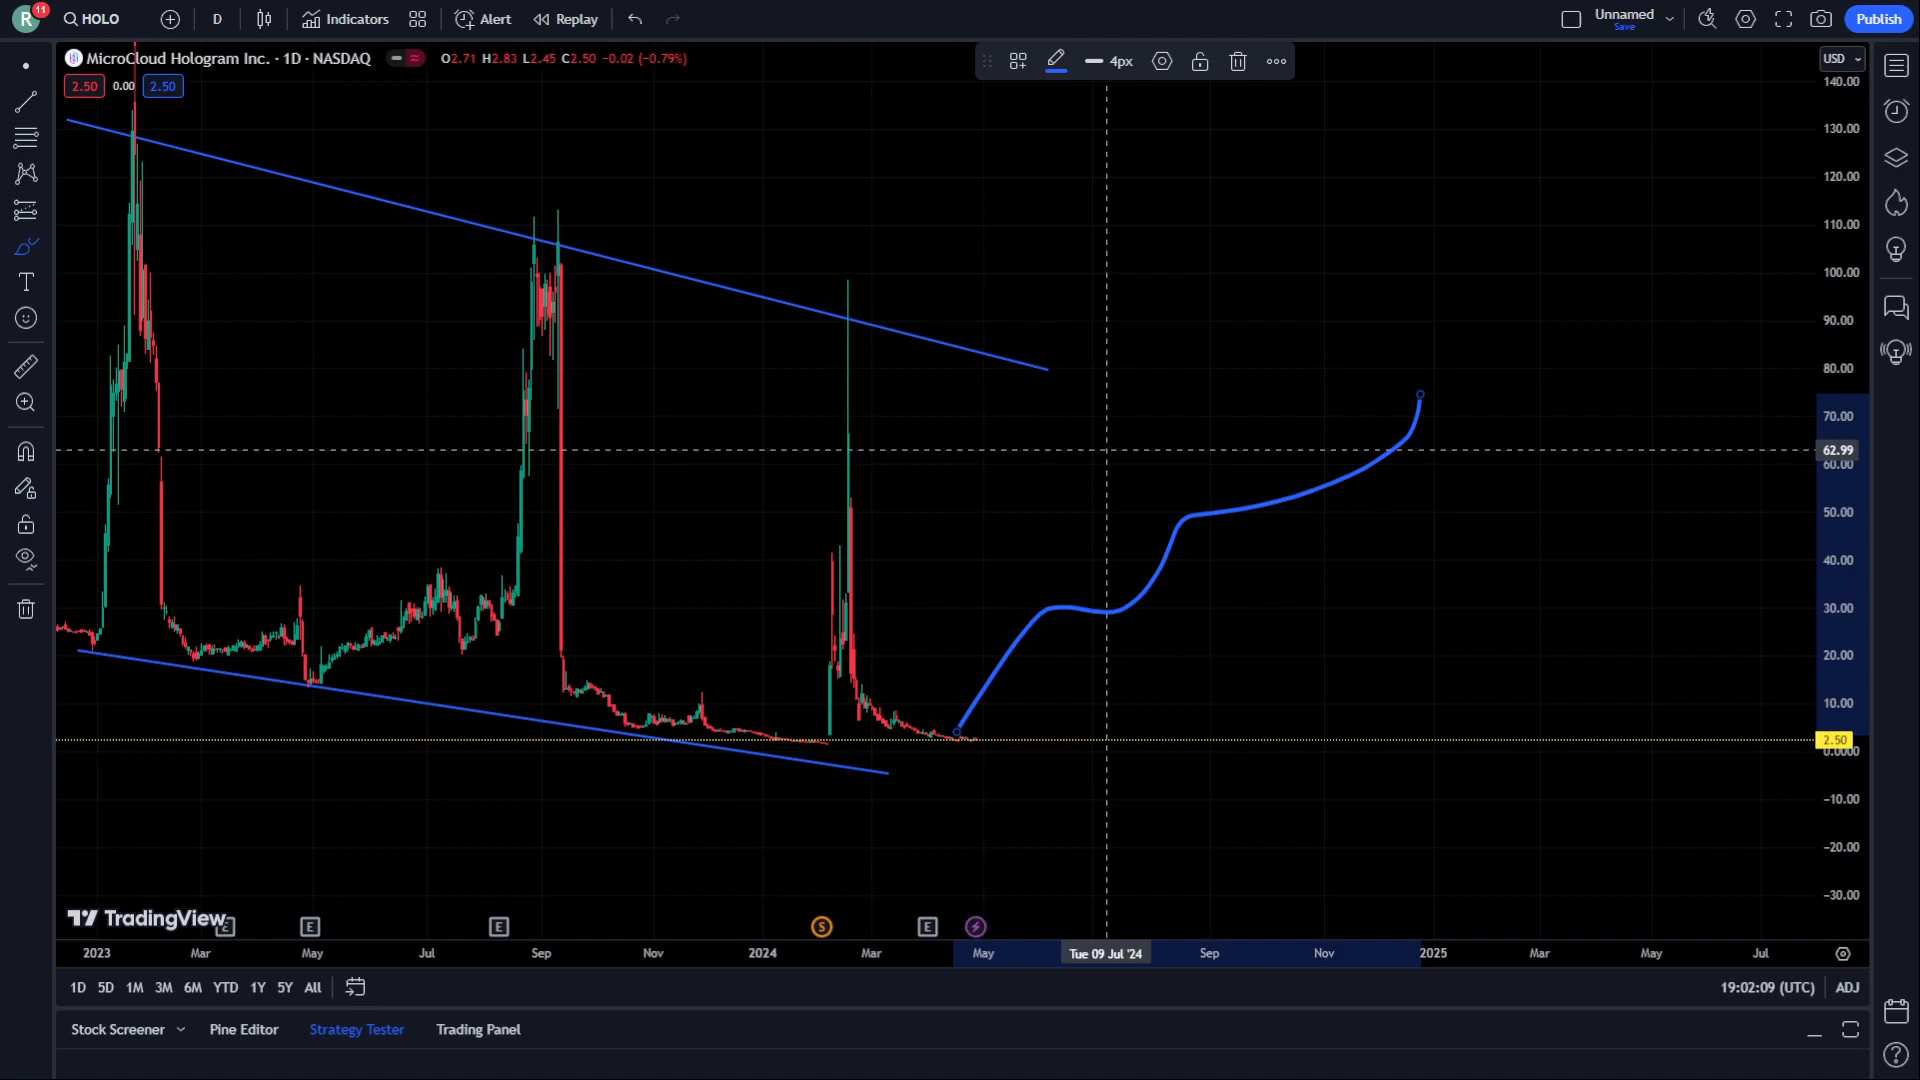 R 11 HOLO D Indicators Alert Replay Unnamed Save Publish
MicroCloud Hologram Inc. · 1D · NASDAQ O2.71 H2.83 L2.45 C2.50 −0.02 (−0.79%) 4px USD
2.50 0.00 2.50
140.00
130.00
120.00
110.00
100.00
90.00
80.00
70.00
62.99
60.00
50.00
40.00
30.00
20.00
10.00
2.50
0.0000
−10.00
−20.00
−30.00
TradingView E E E S E
2023 Mar May Jul Sep Nov 2024 Mar May Tue 09 Jul '24 Sep Nov 2025 Mar May Jul
1D 5D 1M 3M 6M YTD 1Y 5Y All 19:02:09 (UTC) ADJ
Stock Screener Pine Editor Strategy Tester Trading Panel